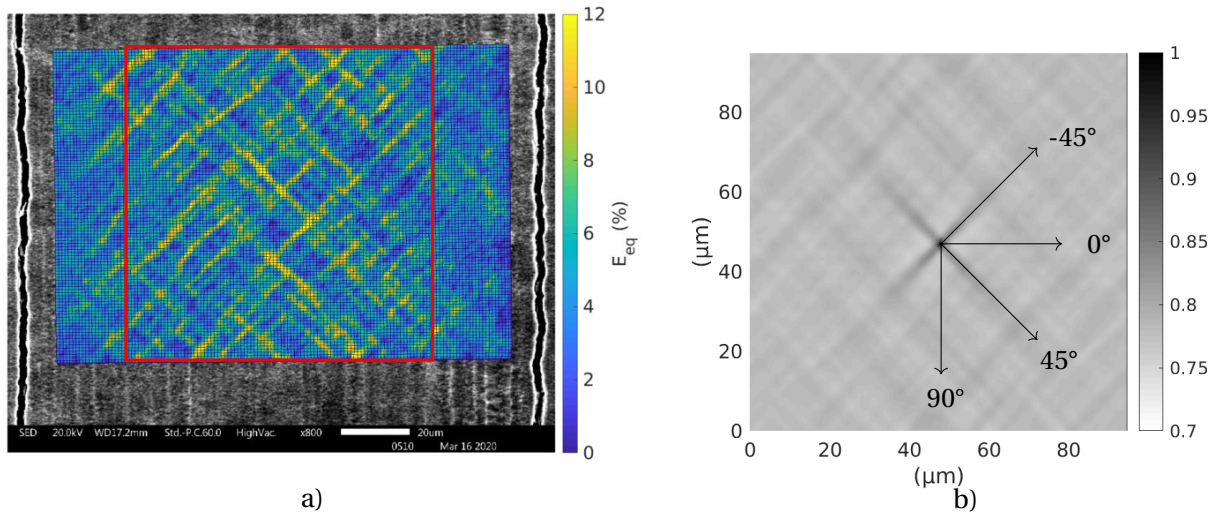 12
10
8
6
4
2
0
E_eq (%)
SED 20.0kV WD17.2mm Std.-P.C.60.0 HighVac. x800 20um
0510 Mar 16 2020
a)
80
60
40
20
0
(μm)
0 20 40 60 80
(μm)
-45°
0°
45°
90°
1
0.95
0.9
0.85
0.8
0.75
0.7
b)